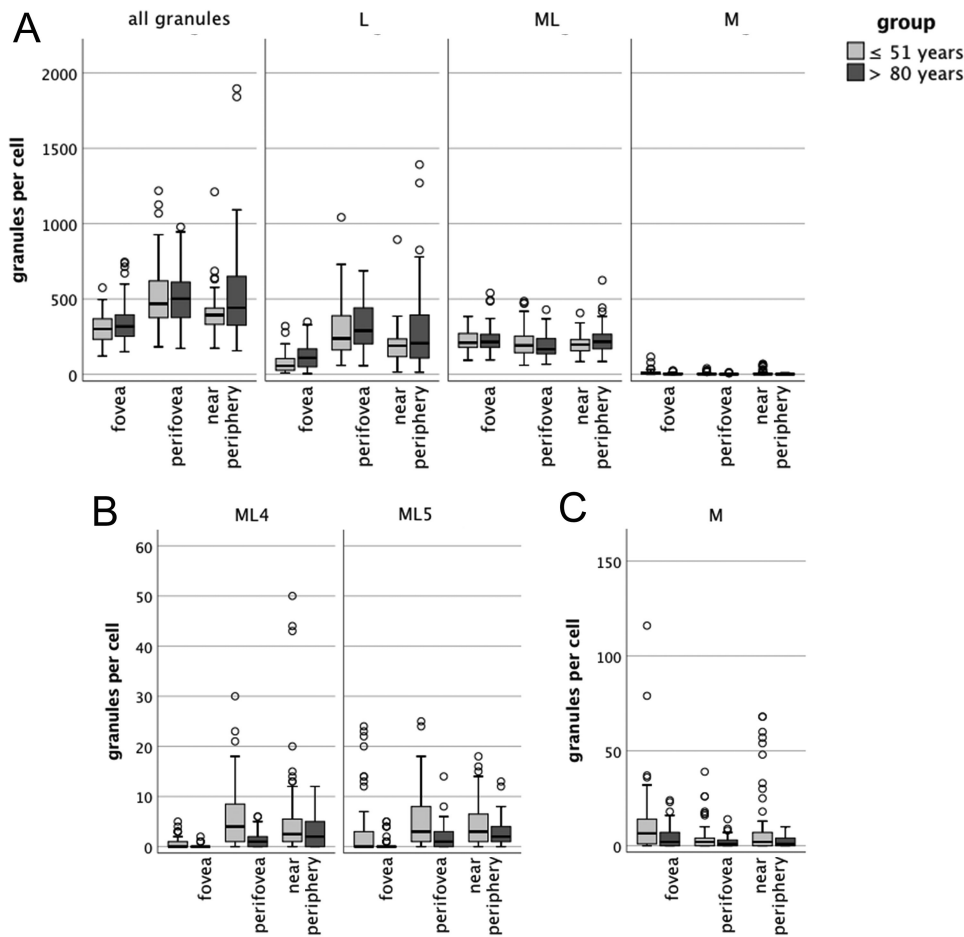 A
all granules
L
ML
M
group
≤ 51 years
> 80 years
granules per cell
2000
1500
1000
500
0
fovea
perifovea
near
periphery
fovea
perifovea
near
periphery
fovea
perifovea
near
periphery
fovea
perifovea
near
periphery
B
ML4
ML5
granules per cell
60
50
40
30
20
10
0
fovea
perifovea
near
periphery
fovea
perifovea
near
periphery
C
M
granules per cell
150
100
50
0
fovea
perifovea
near
periphery